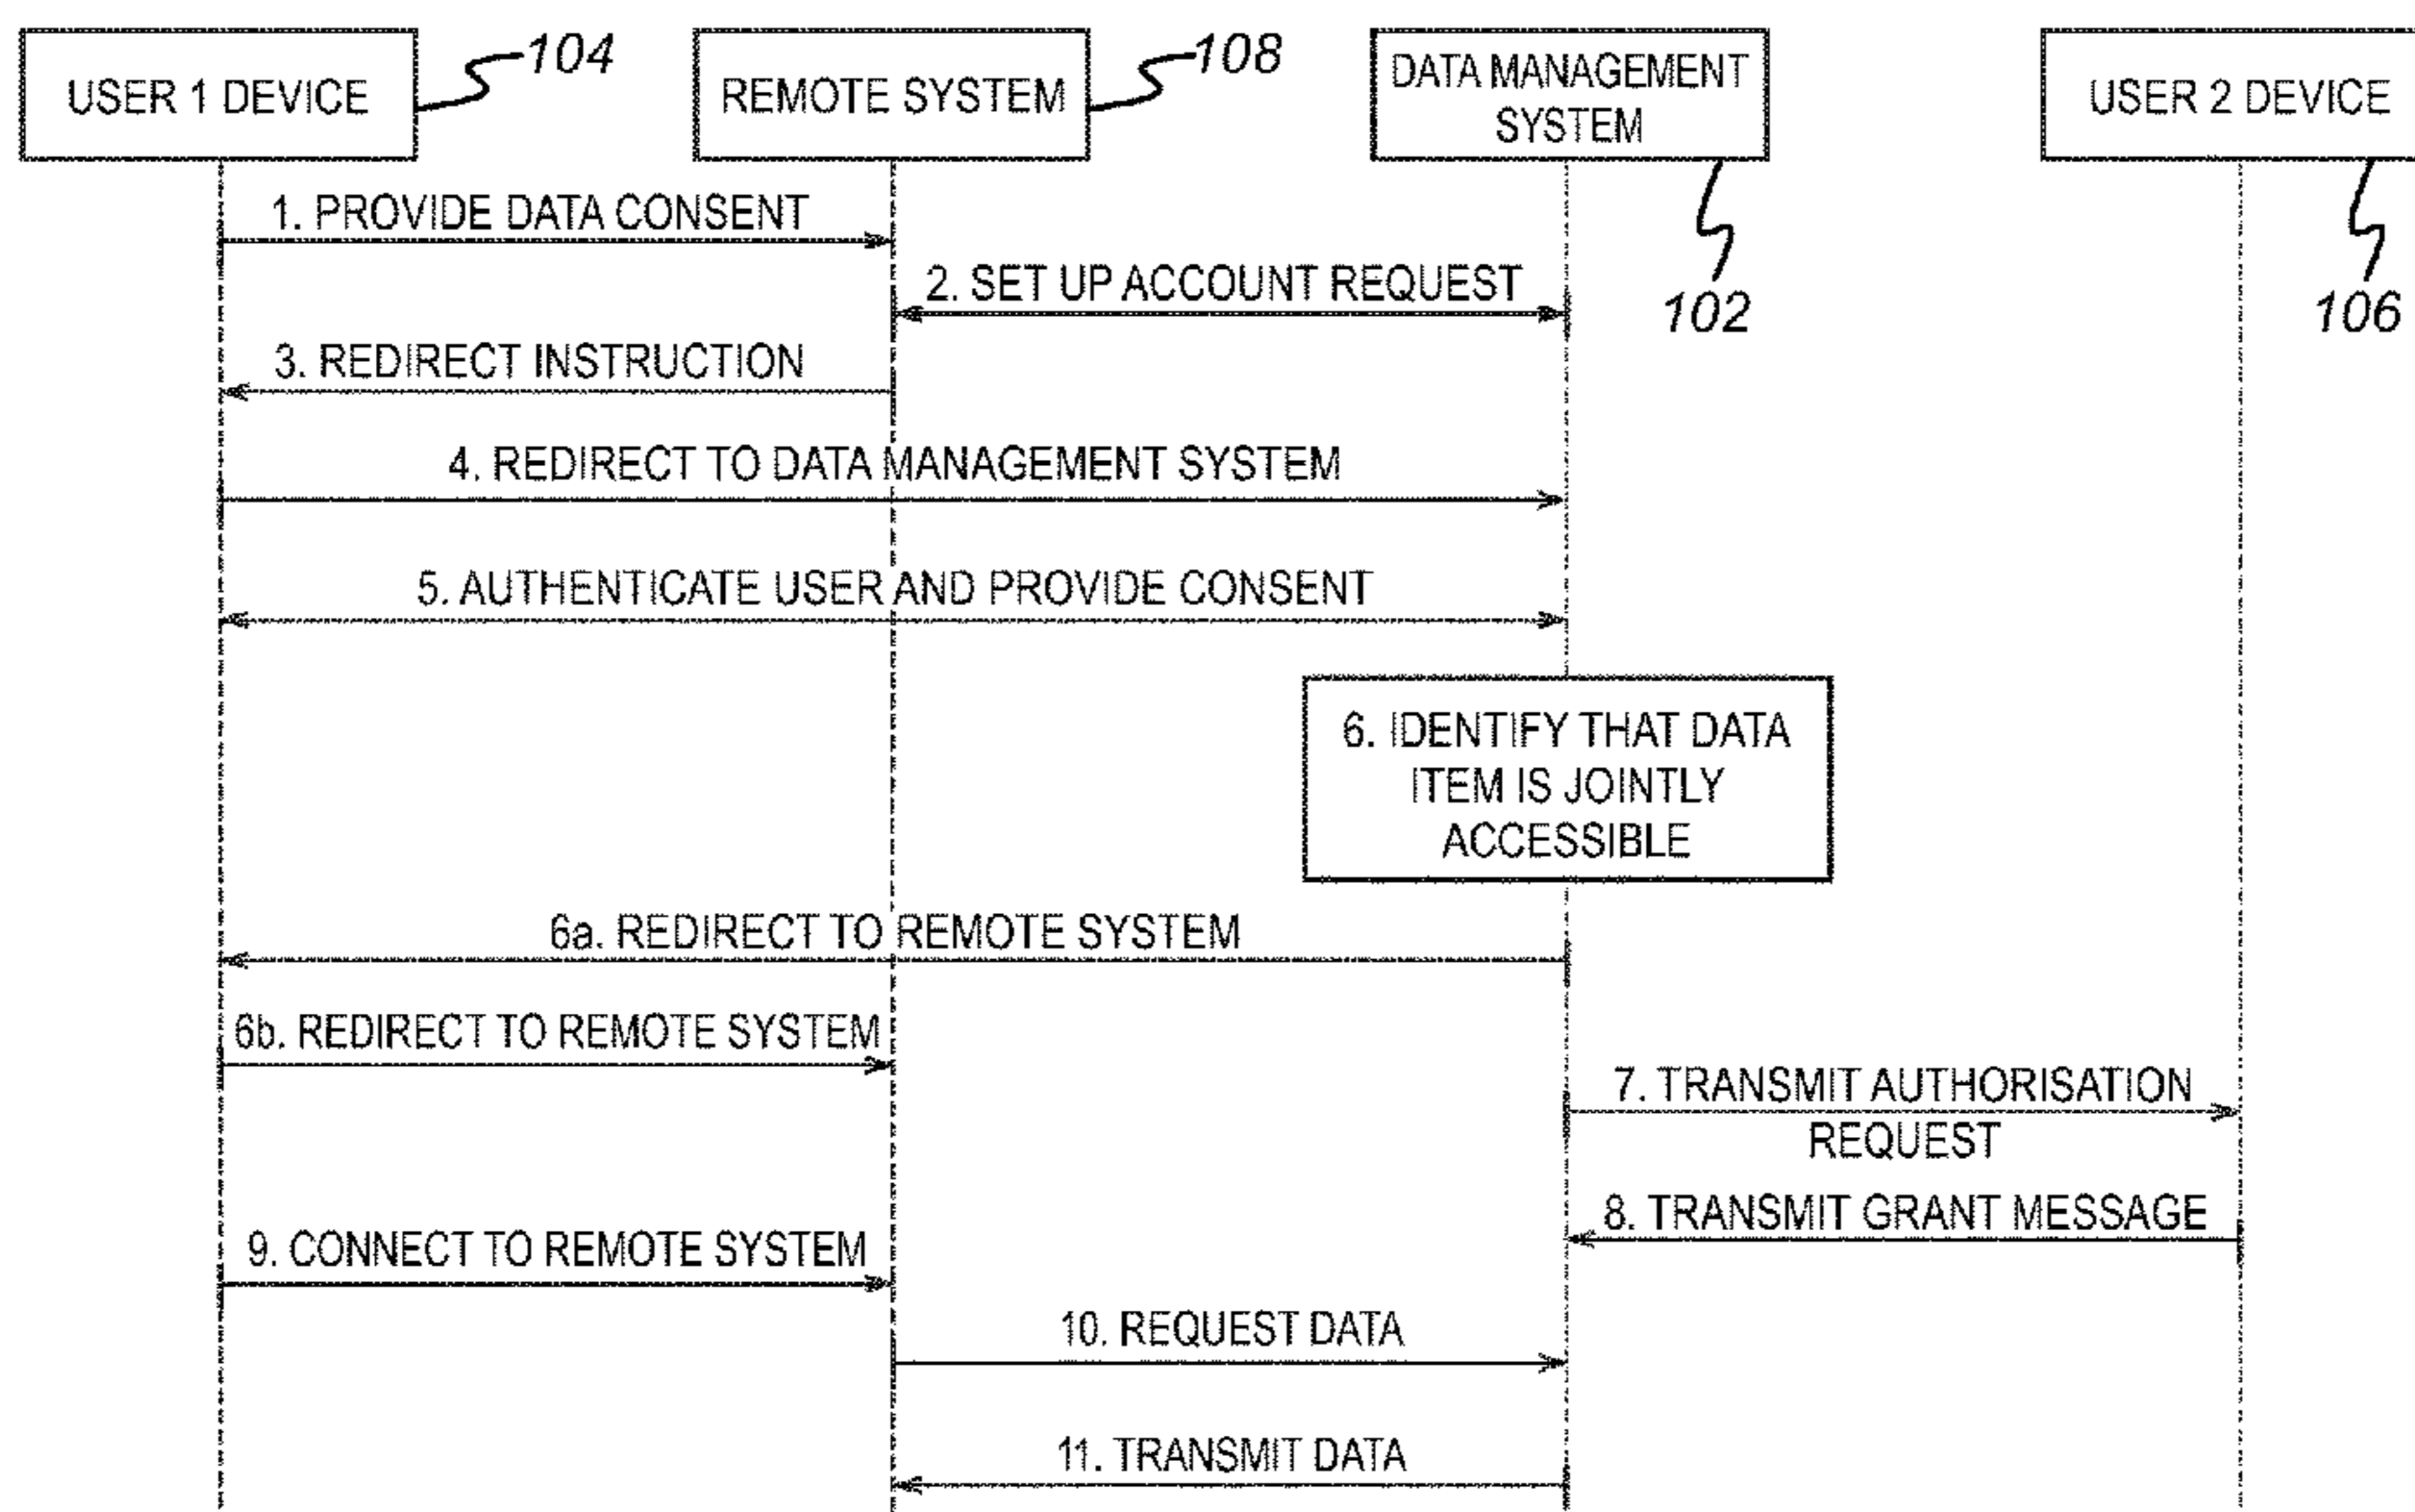 USER 1 DEVICE
104
REMOTE SYSTEM
108
DATA MANAGEMENT
SYSTEM
102
USER 2 DEVICE
106
1. PROVIDE DATA CONSENT
2. SET UP ACCOUNT REQUEST
3. REDIRECT INSTRUCTION
4. REDIRECT TO DATA MANAGEMENT SYSTEM
5. AUTHENTICATE USER AND PROVIDE CONSENT
6. IDENTIFY THAT DATA
ITEM IS JOINTLY
ACCESSIBLE
6a. REDIRECT TO REMOTE SYSTEM
6b. REDIRECT TO REMOTE SYSTEM
7. TRANSMIT AUTHORISATION
REQUEST
8. TRANSMIT GRANT MESSAGE
9. CONNECT TO REMOTE SYSTEM
10. REQUEST DATA
11. TRANSMIT DATA